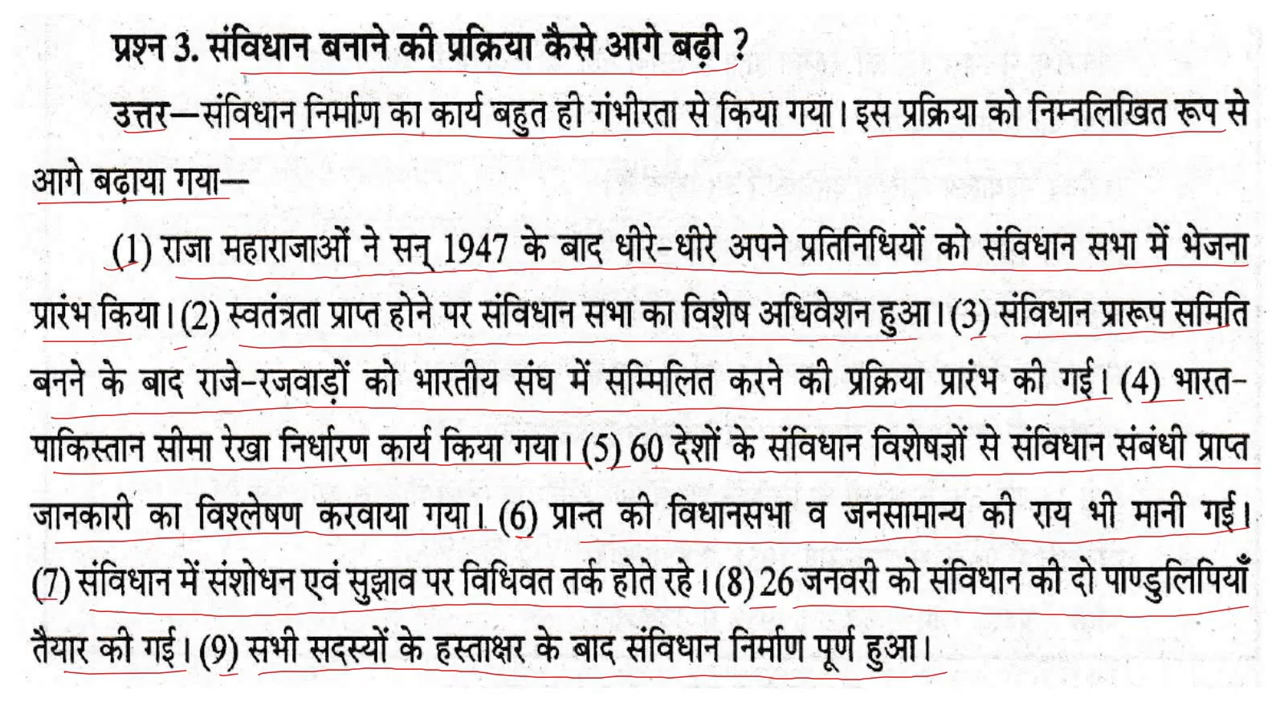 प्रश्न 3. संविधान बनाने की प्रक्रिया कैसे आगे बढ़ी ?
उत्तर—संविधान निर्माण का कार्य बहुत ही गंभीरता से किया गया। इस प्रक्रिया को निम्नलिखित रूप से
आगे बढ़ाया गया—
(1) राजा महाराजाओं ने सन् 1947 के बाद धीरे-धीरे अपने प्रतिनिधियों को संविधान सभा में भेजना
प्रारंभ किया। (2) स्वतंत्रता प्राप्त होने पर संविधान सभा का विशेष अधिवेशन हुआ। (3) संविधान प्रारूप समिति
बनने के बाद राजे-रजवाड़ों को भारतीय संघ में सम्मिलित करने की प्रक्रिया प्रारंभ की गई। (4) भारत-
पाकिस्तान सीमा रेखा निर्धारण कार्य किया गया। (5) 60 देशों के संविधान विशेषज्ञों से संविधान संबंधी प्राप्त
जानकारी का विश्लेषण करवाया गया। (6) प्रान्त की विधानसभा व जनसामान्य की राय भी मानी गई।
(7) संविधान में संशोधन एवं सुझाव पर विधिवत तर्क होते रहे। (8) 26 जनवरी को संविधान की दो पाण्डुलिपियाँ
तैयार की गई। (9) सभी सदस्यों के हस्ताक्षर के बाद संविधान निर्माण पूर्ण हुआ।